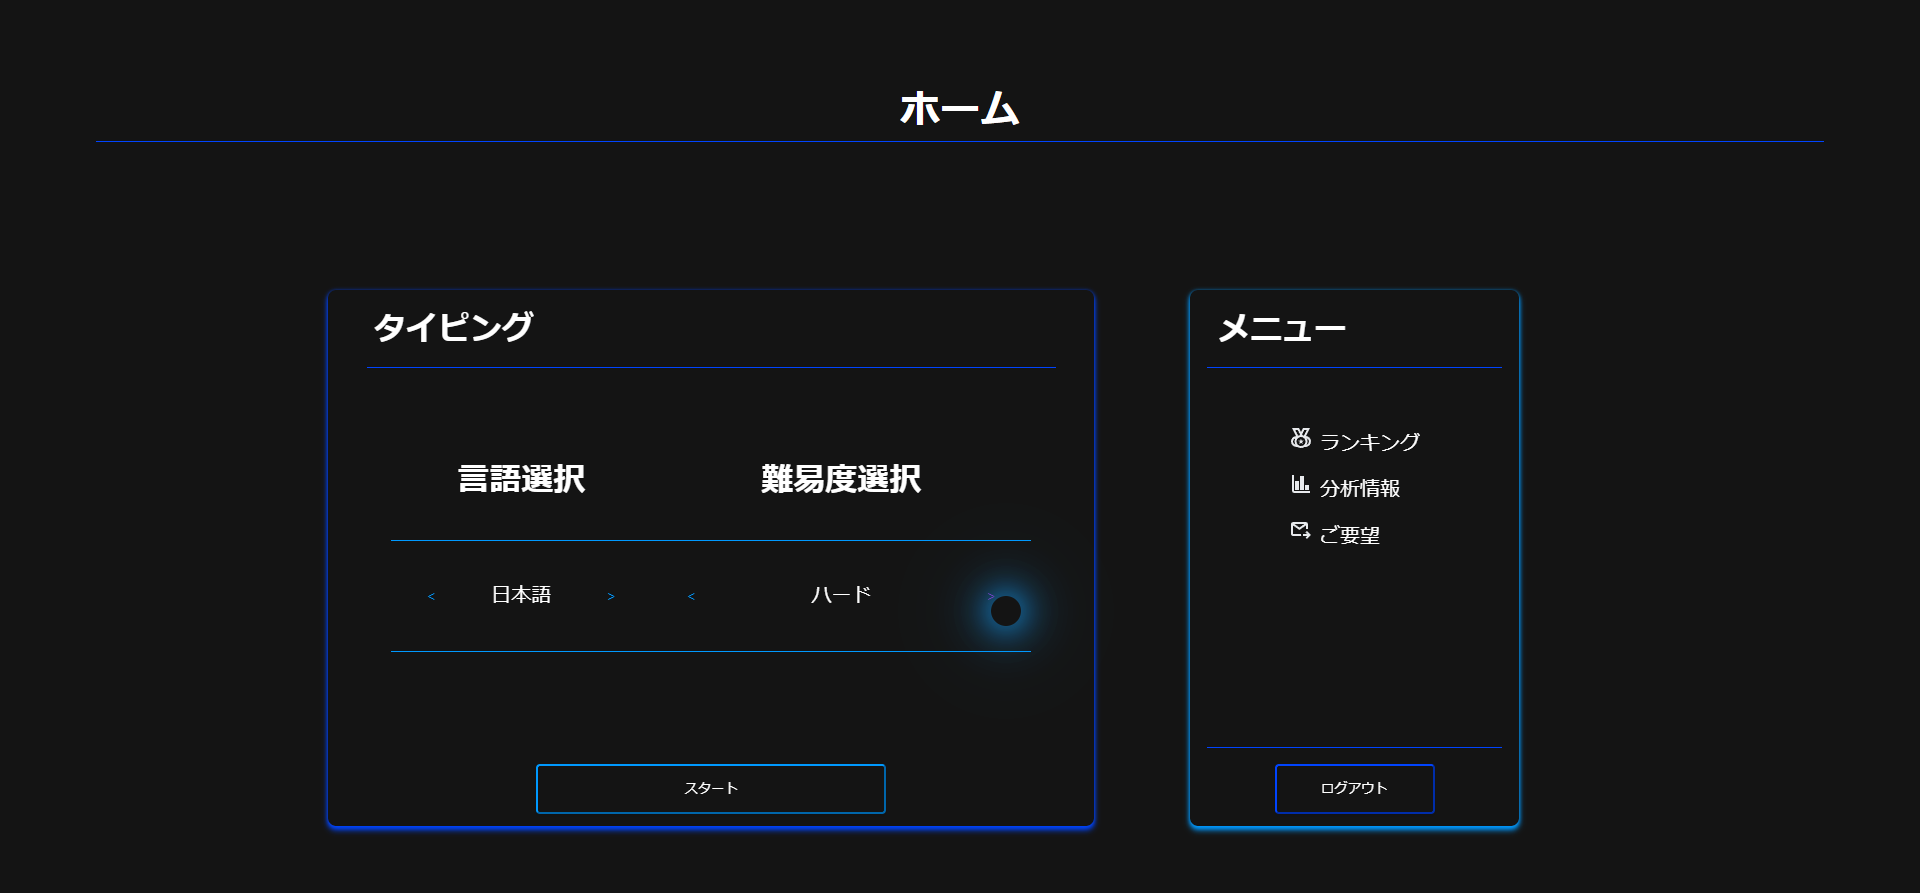 ホーム
タイピング
言語選択 難易度選択
< 日本語 > < ハード >
スタート
メニュー
ランキング
分析情報
ご要望
ログアウト